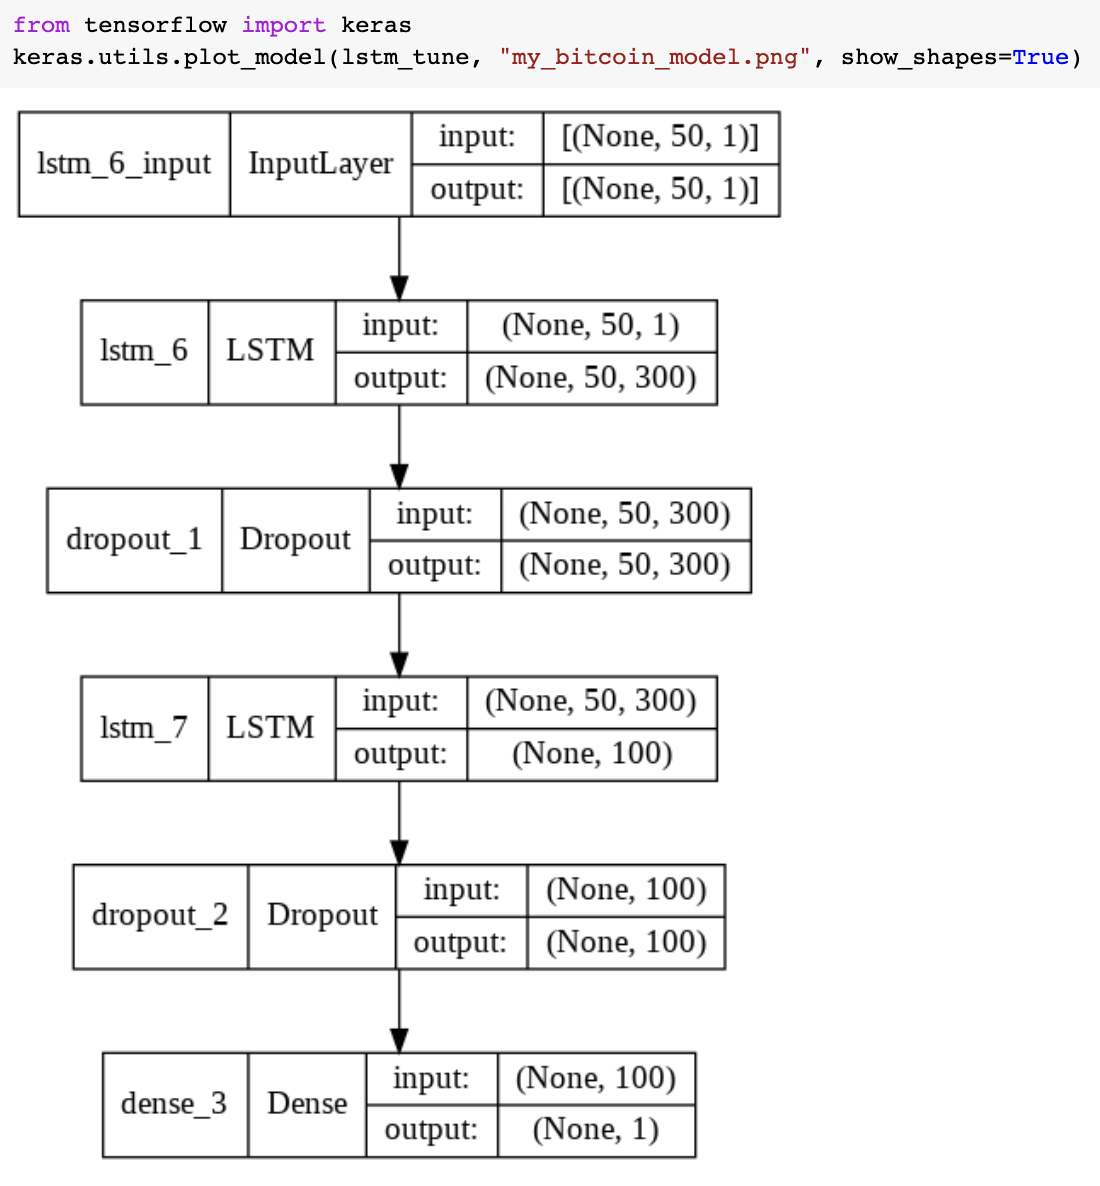 from tensorflow import keras
keras.utils.plot_model(lstm_tune, "my_bitcoin_model.png", show_shapes=True)
lstm_6_input InputLayer input: [(None, 50, 1)]
output: [(None, 50, 1)]
lstm_6 LSTM input: (None, 50, 1)
output: (None, 50, 300)
dropout_1 Dropout input: (None, 50, 300)
output: (None, 50, 300)
lstm_7 LSTM input: (None, 50, 300)
output: (None, 100)
dropout_2 Dropout input: (None, 100)
output: (None, 100)
dense_3 Dense input: (None, 100)
output: (None, 1)